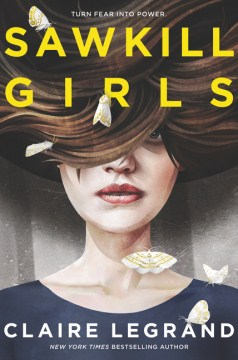 TURN FEAR INTO POWER.
SAWKILL
GIRLS
CLAIRE LEGRAND
NEW YORK TIMES BESTSELLING AUTHOR